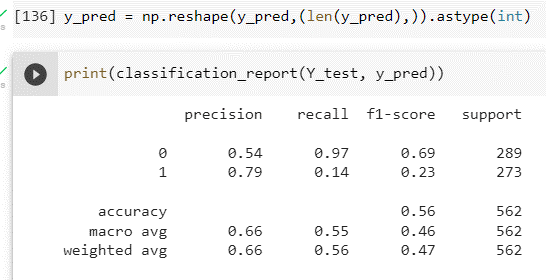 [136] y_pred = np.reshape(y_pred,(len(y_pred),)).astype(int)
print(classification_report(Y_test, y_pred))
precision recall f1-score support
0 0.54 0.97 0.69 289
1 0.79 0.14 0.23 273
accuracy 0.56 562
macro avg 0.66 0.55 0.46 562
weighted avg 0.66 0.56 0.47 562